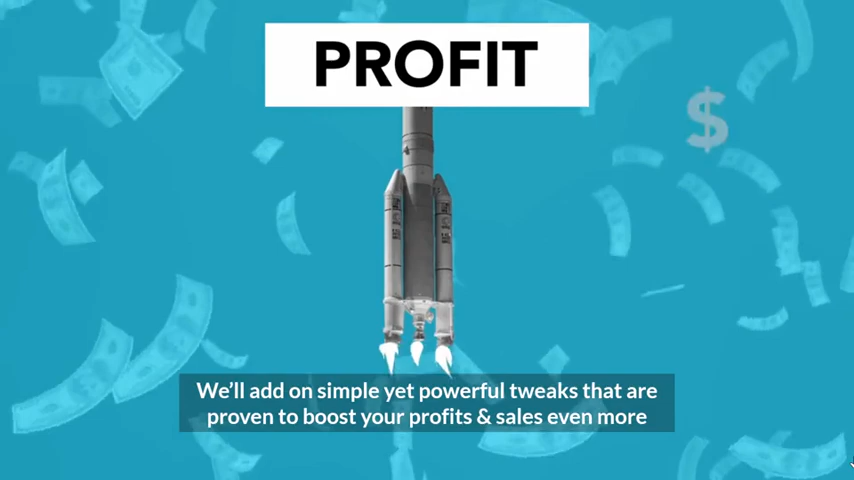 PROFIT
$
We'll add on simple yet powerful tweaks that are
proven to boost your profits & sales even more